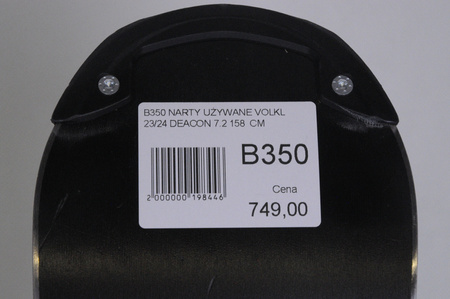 B350 NARTY UŻYWANE VOLKL
23/24 DEACON 7.2 158 CM
B350
2 000000 198446
Cena
749,00